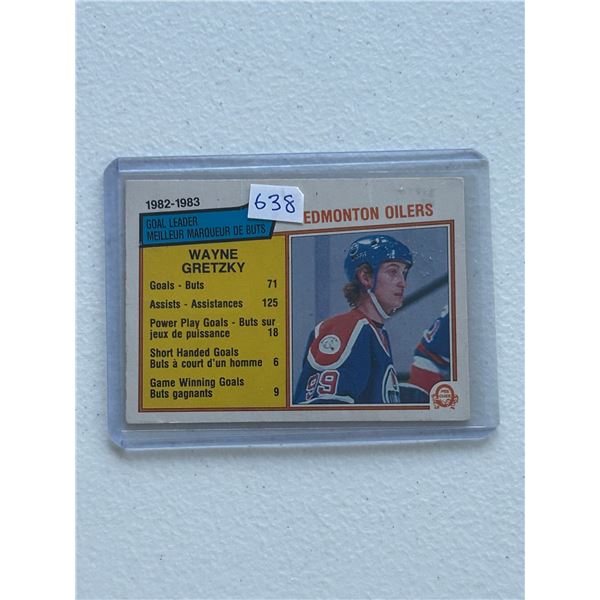 1982-1983
638
GOAL LEADER
MEILLEUR MARQUEUR DE BUTS
EDMONTON OILERS
WAYNE
GRETZKY
Goals - Buts 71
Assists - Assistances 125
Power Play Goals - Buts sur
jeux de puissance 18
Short Handed Goals
Buts à court d'un homme 6
Game Winning Goals
Buts gagnants 9
99